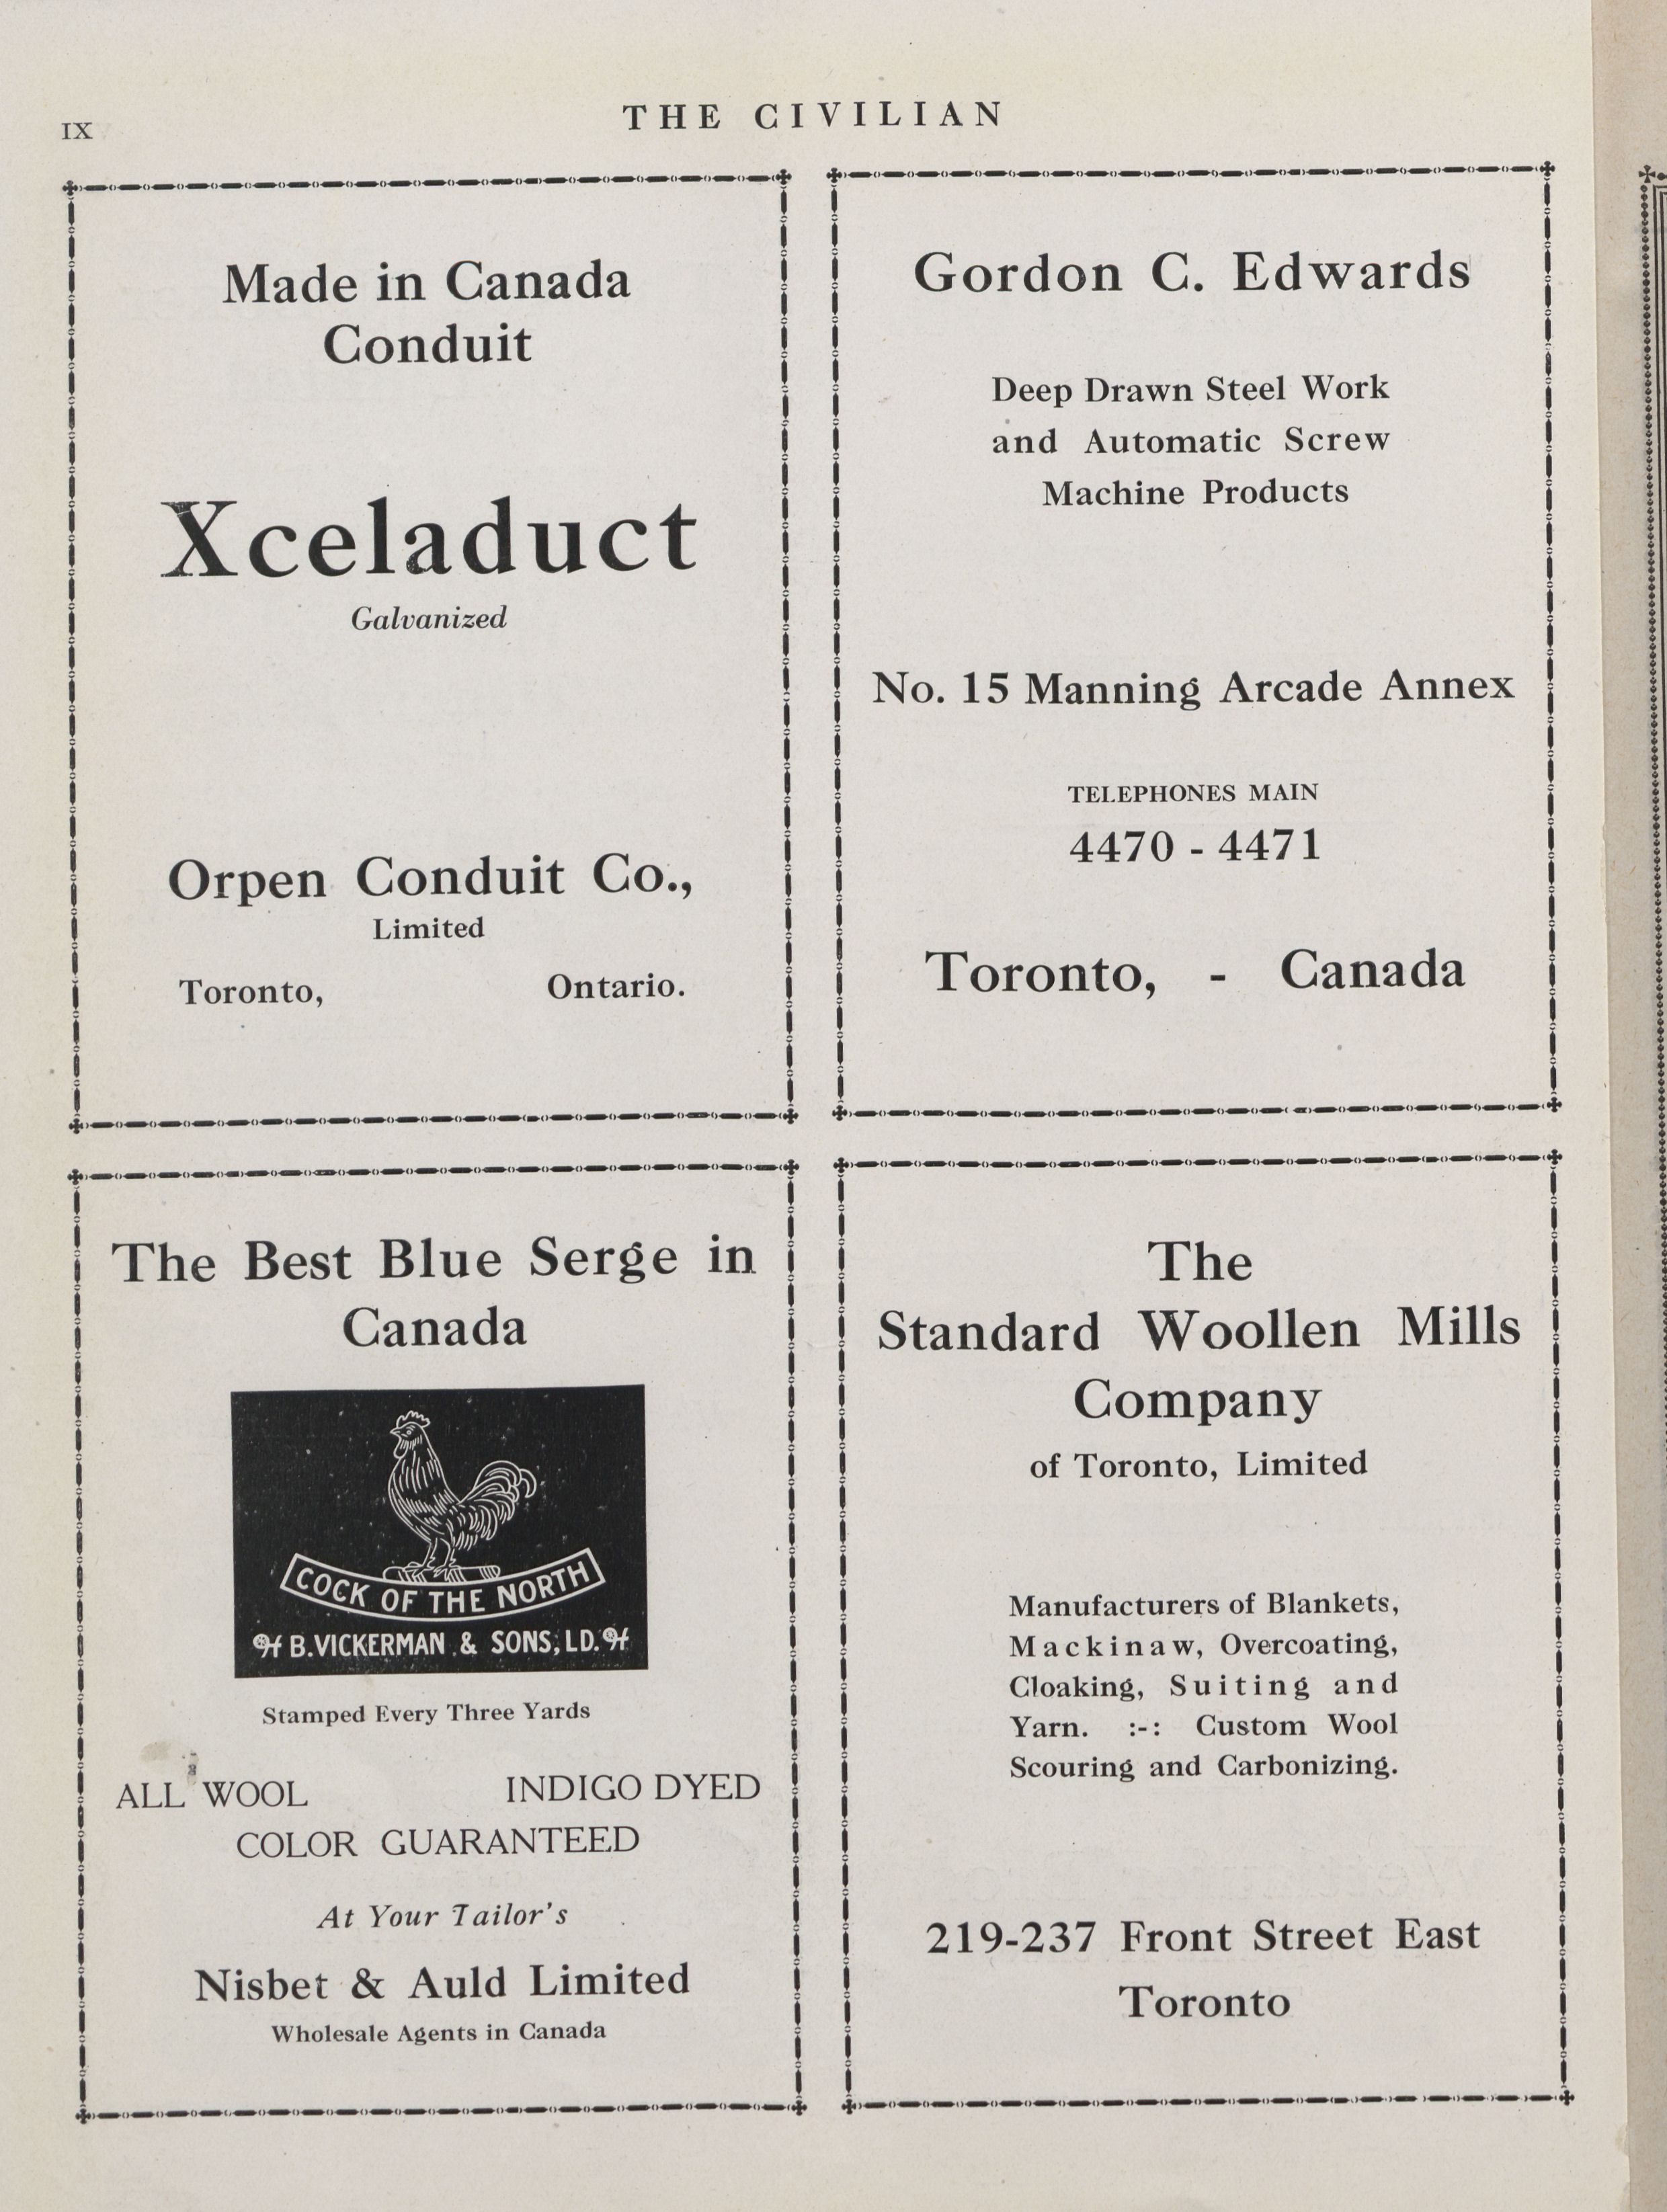 IX
THE CIVILIAN
Made in Canada
Conduit
Xceladuct
Galvanized
Orpen Conduit Co.,
Limited
Toronto, Ontario.
Gordon C. Edwards
Deep Drawn Steel Work
and Automatic Screw
Machine Products
No. 15 Manning Arcade Annex
TELEPHONES MAIN
4470 - 4471
Toronto, - Canada
The Best Blue Serge in
Canada
COCK OF THE NORTH
B. VICKERMAN & SONS, LD.
Stamped Every Three Yards
ALL WOOL INDIGO DYED
COLOR GUARANTEED
At Your Tailor's
Nisbet & Auld Limited
Wholesale Agents in Canada
The
Standard Woollen Mills
Company
of Toronto, Limited
Manufacturers of Blankets,
Mackinaw, Overcoating,
Cloaking, Suiting and
Yarn. :-: Custom Wool
Scouring and Carbonizing.
219-237 Front Street East
Toronto